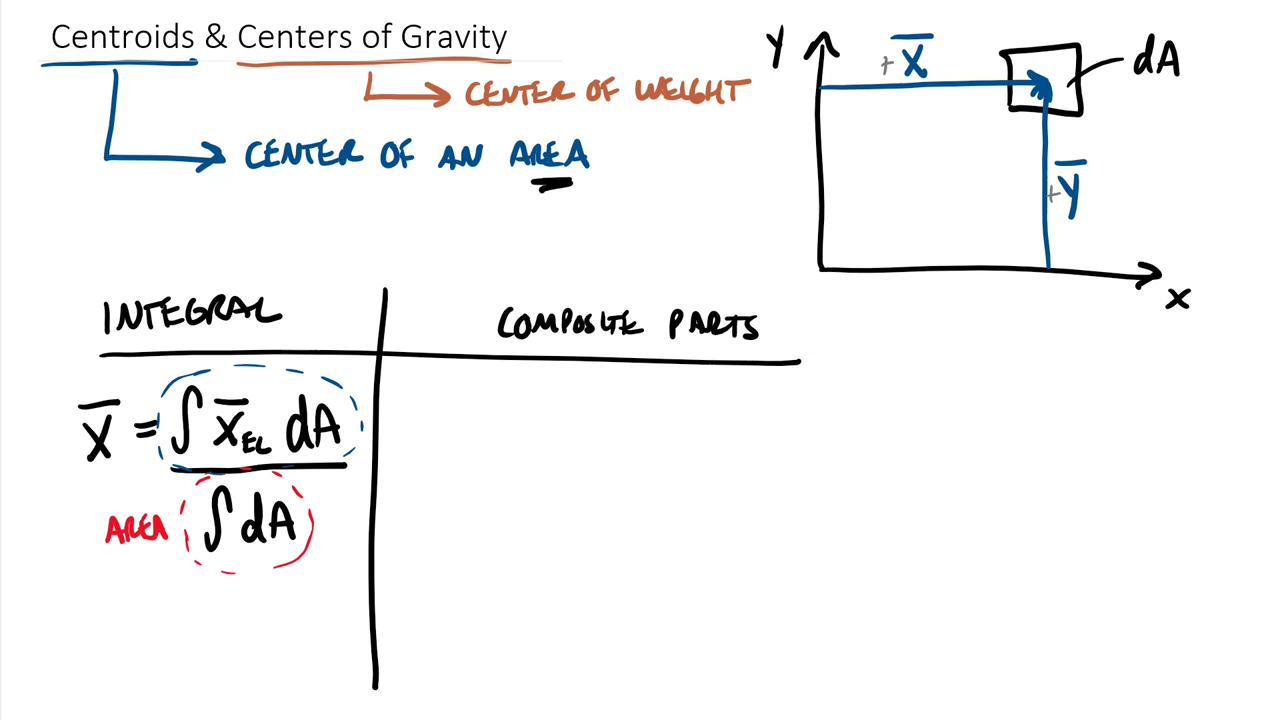 Centroids & Centers of Gravity
CENTER OF WEIGHT
CENTER OF AN AREA
Y
+ X̅
dA
+ Y̅
X
INTEGRAL
COMPOSITE PARTS
X̅ = ∫ x̅EL dA
AREA ∫ dA